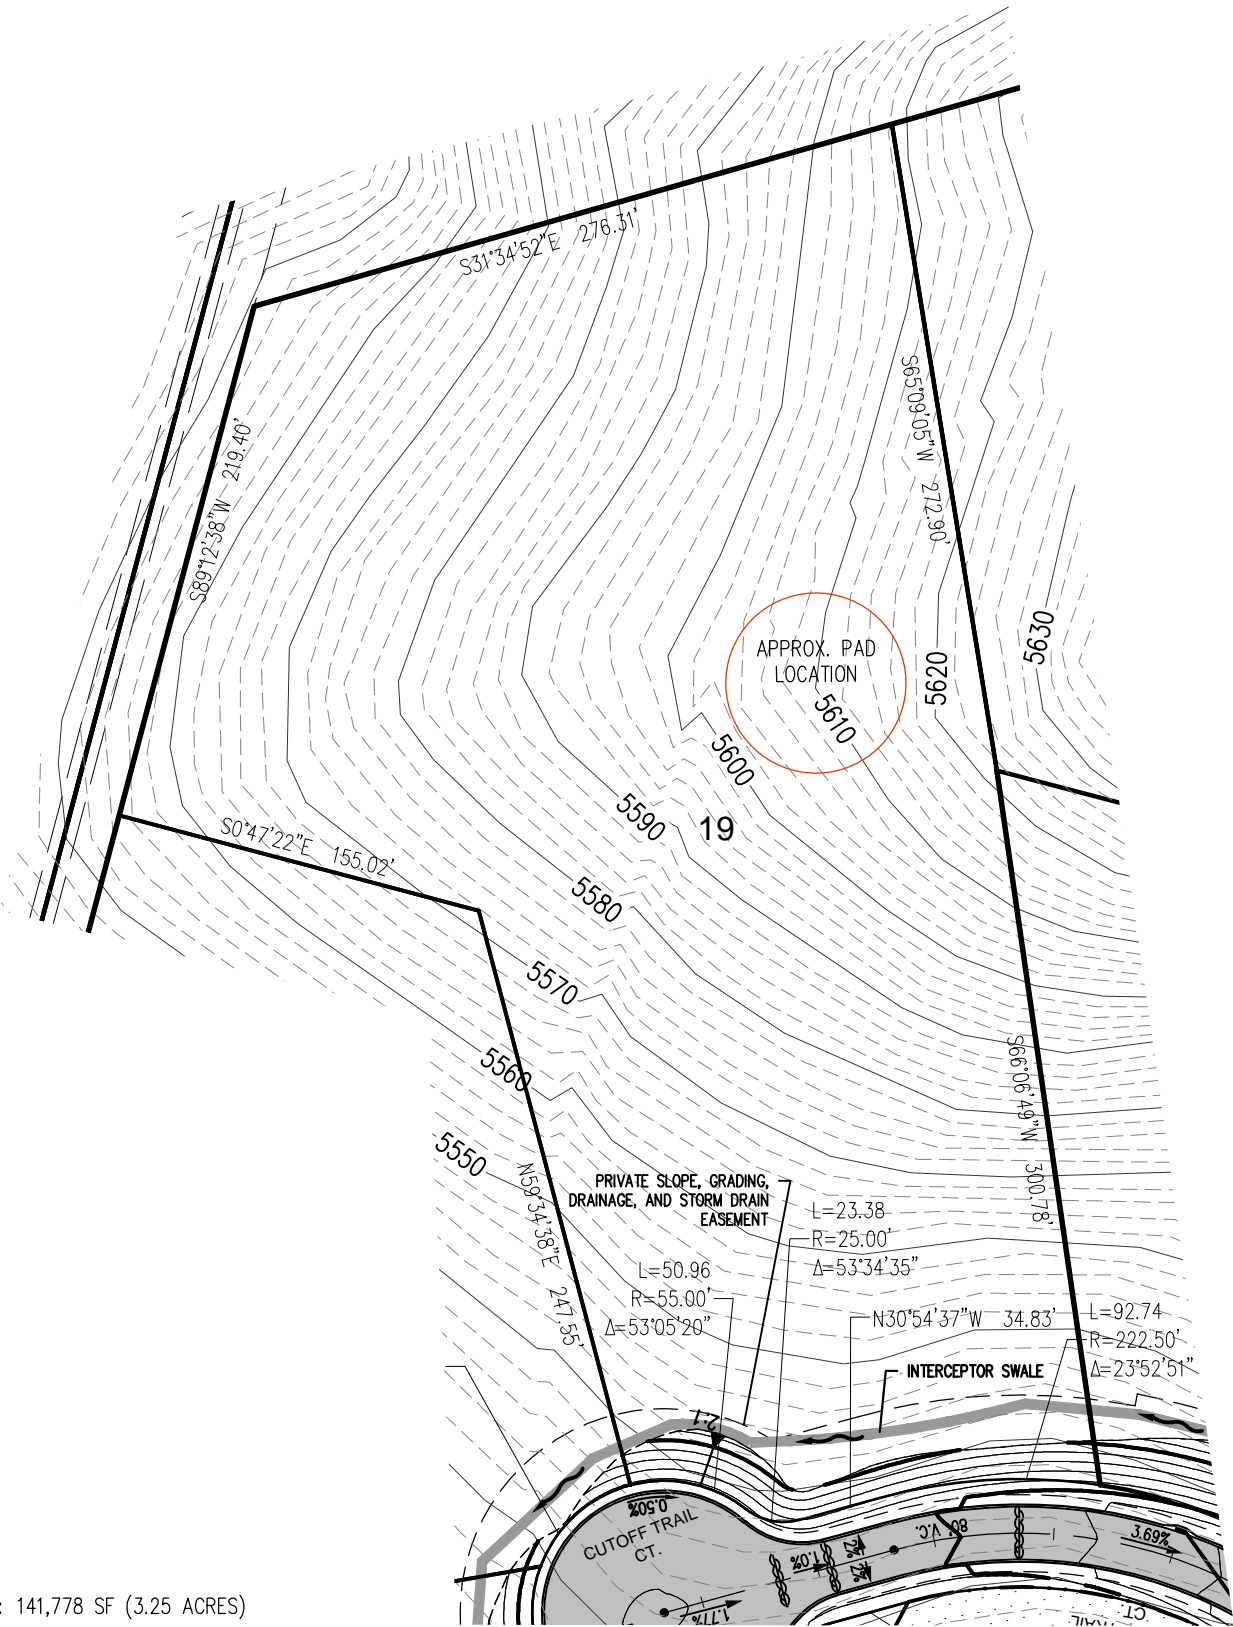 S31°34'52"E 276.31'
S89°12'38"W 219.40'
S65°09'05"W 272.90'
APPROX. PAD
LOCATION
5630
5620
5610
5600
5590
19
5580
S0°47'22"E 155.02'
5570
5560
5550
S66°06'49"W 300.78'
N59°34'38"E 247.55'
PRIVATE SLOPE, GRADING,
DRAINAGE, AND STORM DRAIN
EASEMENT
L=23.38
R=25.00'
Δ=53°34'35"
L=50.96
R=55.00'
Δ=53°05'20"
N30°54'37"W 34.83'
L=92.74
R=222.50'
Δ=23°52'51"
INTERCEPTOR SWALE
2:1
0.50%
CUTOFF TRAIL
CT.
1.0%
2%
2%
80' V.C.
3.69%
1.77%
CT.
: 141,778 SF (3.25 ACRES)